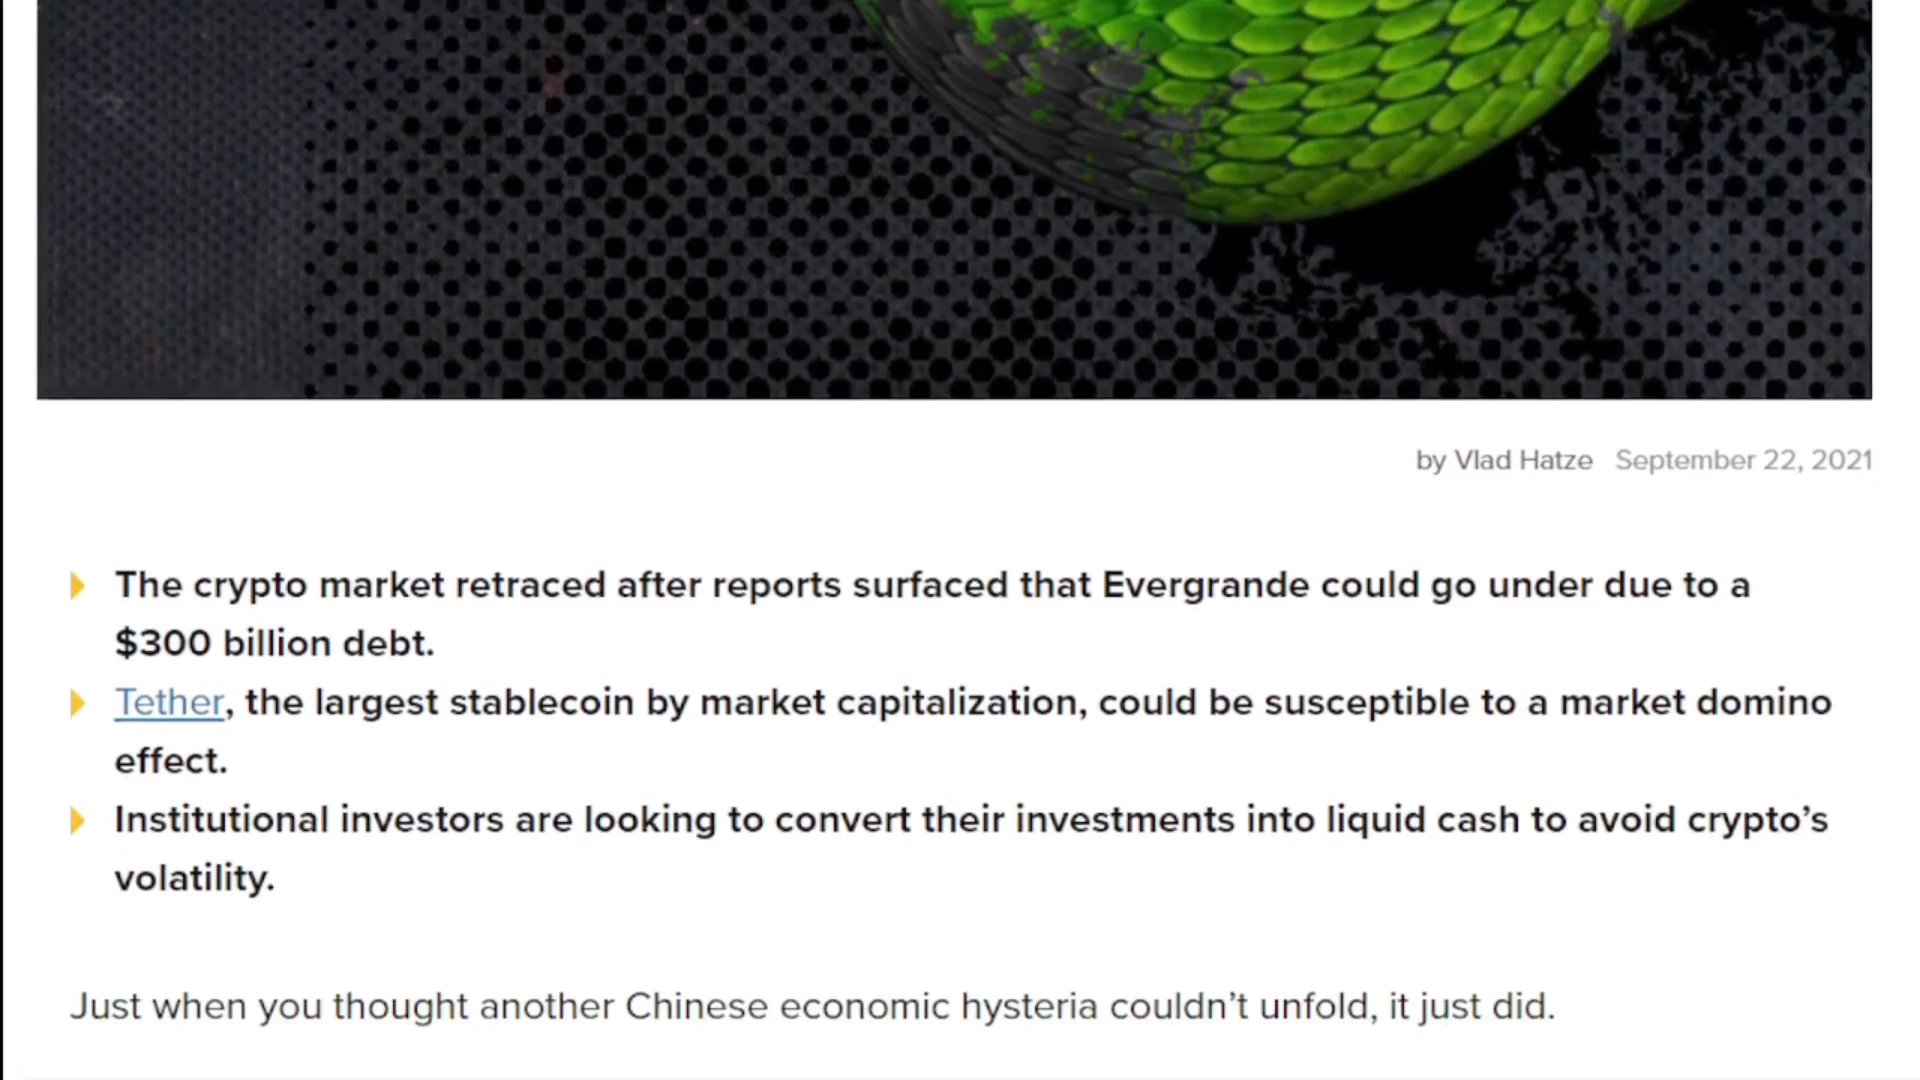 by Vlad Hatze September 22, 2021
The crypto market retraced after reports surfaced that Evergrande could go under due to a
$300 billion debt.
Tether, the largest stablecoin by market capitalization, could be susceptible to a market domino
effect.
Institutional investors are looking to convert their investments into liquid cash to avoid crypto’s
volatility.
Just when you thought another Chinese economic hysteria couldn’t unfold, it just did.